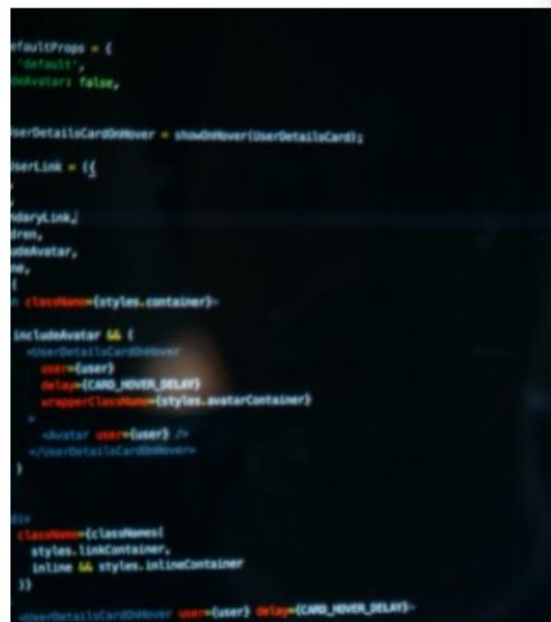 efaultProps = {
'default',
deAvatar: false,
serDetailsCardOnHover = showOnHover(UserDetailsCard);
serLink = ({
ndaryLink,
dren,
udeAvatar,
ne,
{
className={styles.container}>
includeAvatar && (
<UserDetailsCardOnHover
user={user}
delay={CARD_HOVER_DELAY}
wrapperClassName={styles.avatarContainer}
>
<Avatar user={user} />
</UserDetailsCardOnHover>
)
div
className={classNames(
styles.linkContainer,
inline && styles.inlineContainer
)}
<UserDetailsCardOnHover user={user} delay={CARD_HOVER_DELAY}>